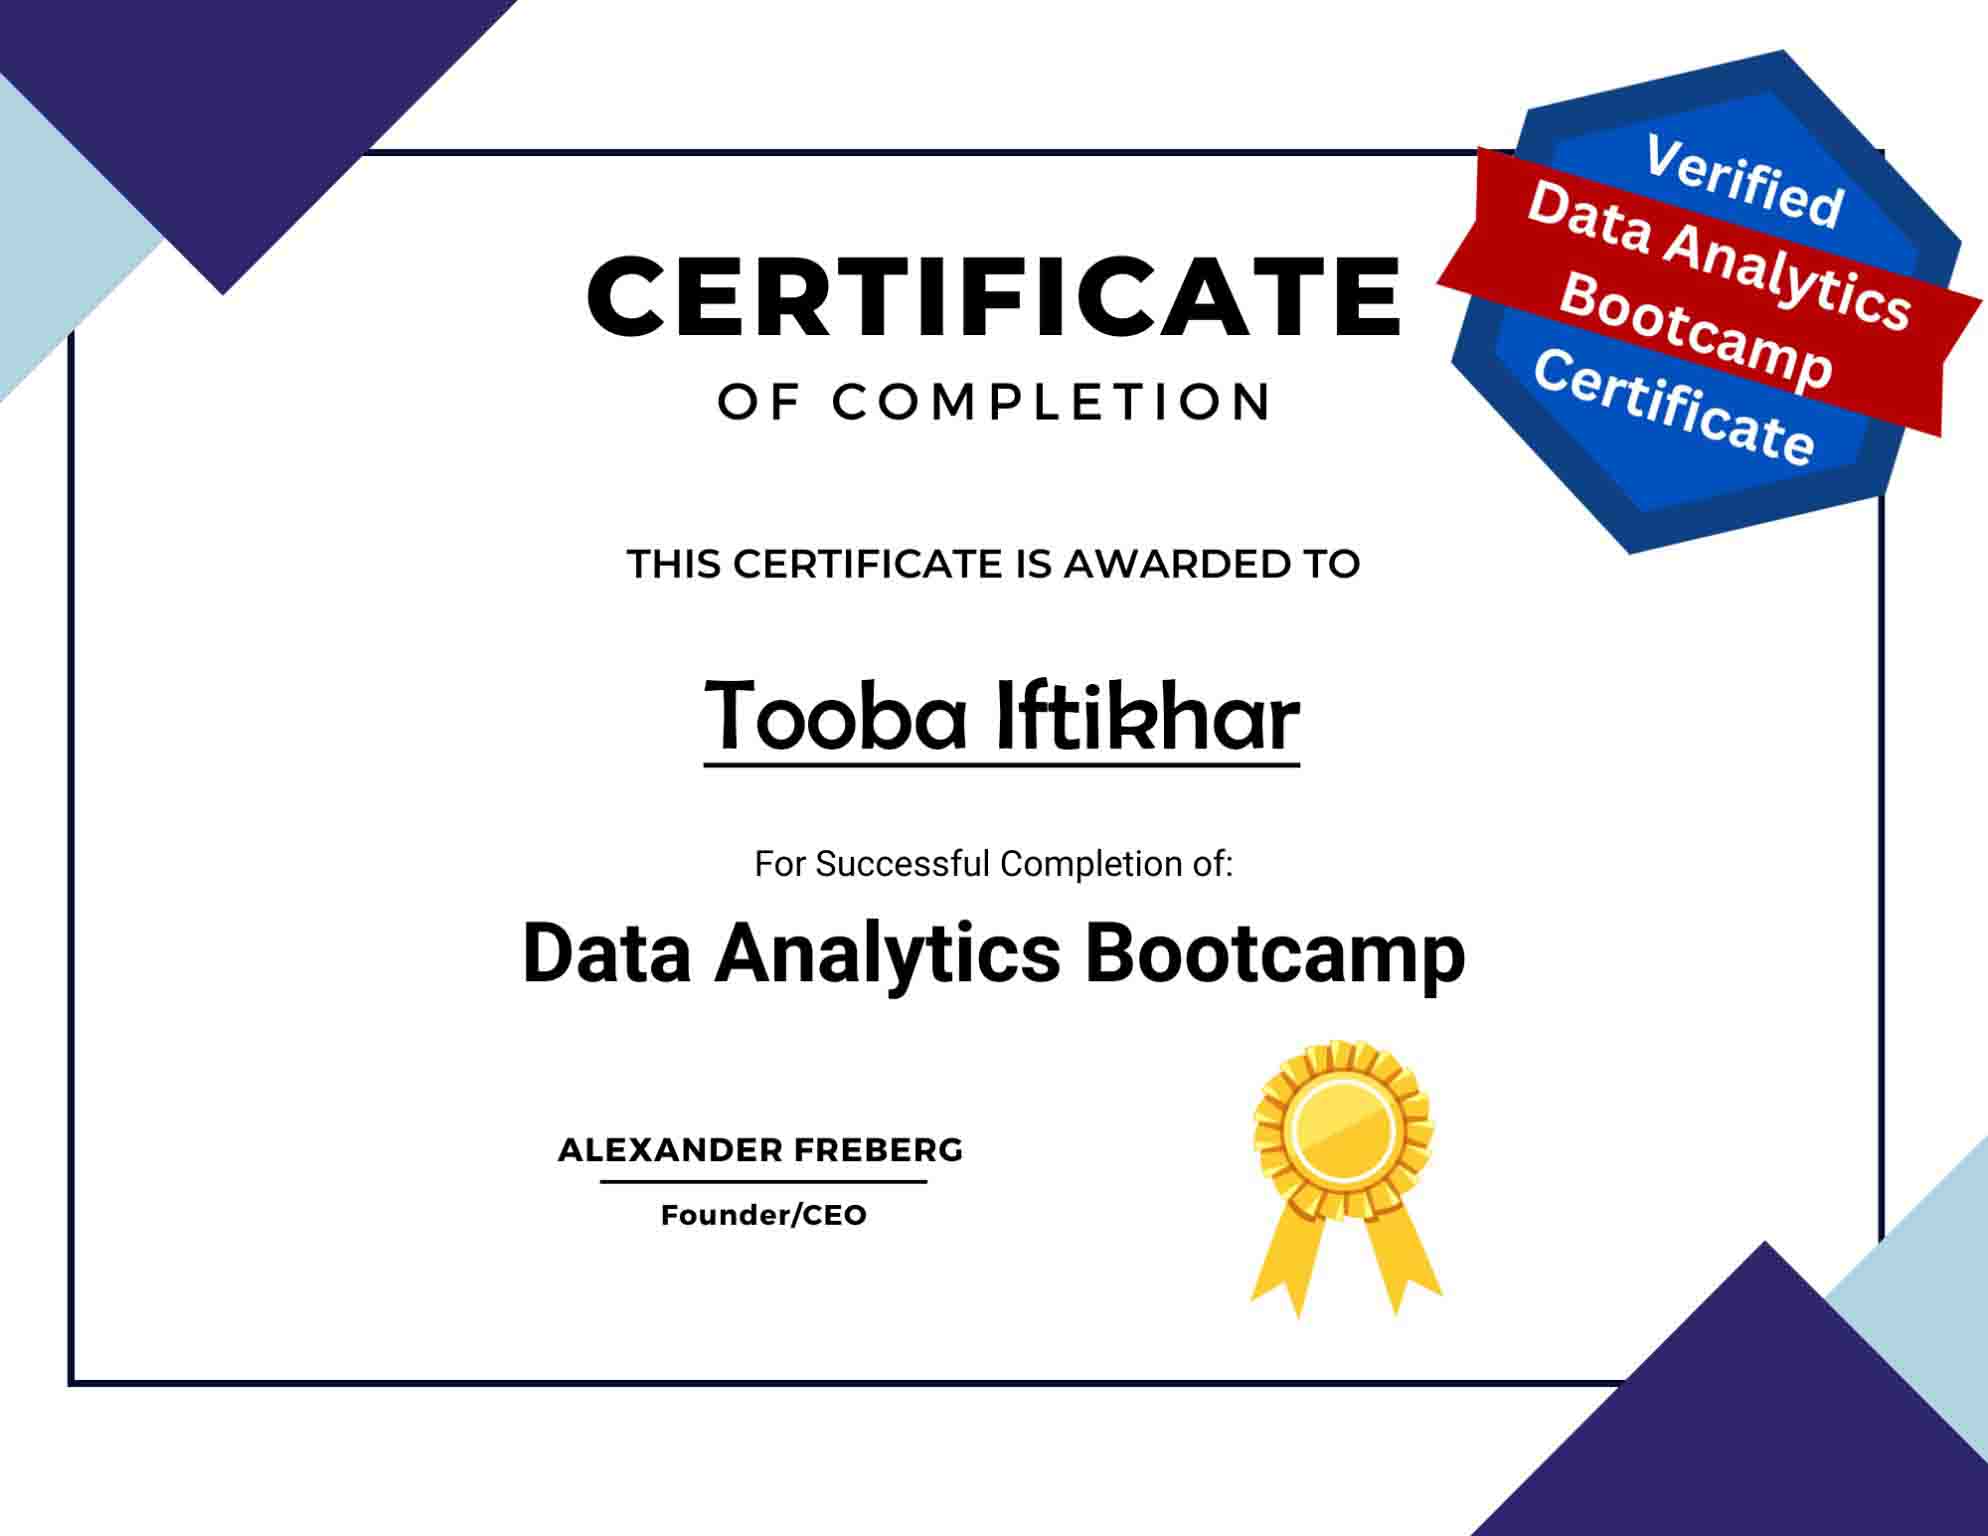 Verified
Data Analytics
Bootcamp
Certificate
CERTIFICATE
OF COMPLETION
THIS CERTIFICATE IS AWARDED TO
Tooba Iftikhar
For Successful Completion of:
Data Analytics Bootcamp
ALEXANDER FREBERG
Founder/CEO